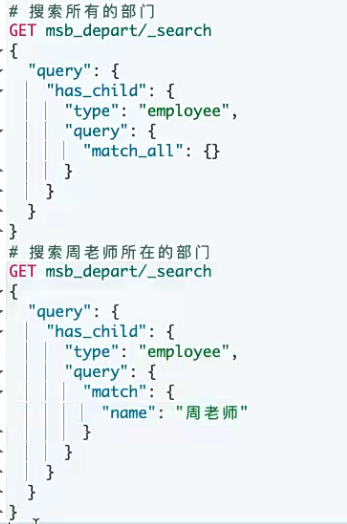 # 搜索所有的部门
GET msb_depart/_search
{
  "query": {
    "has_child": {
      "type": "employee",
      "query": {
        "match_all": {}
      }
    }
  }
}
# 搜索周老师所在的部门
GET msb_depart/_search
{
  "query": {
    "has_child": {
      "type": "employee",
      "query": {
        "match": {
          "name": "周老师"
        }
      }
    }
  }
}